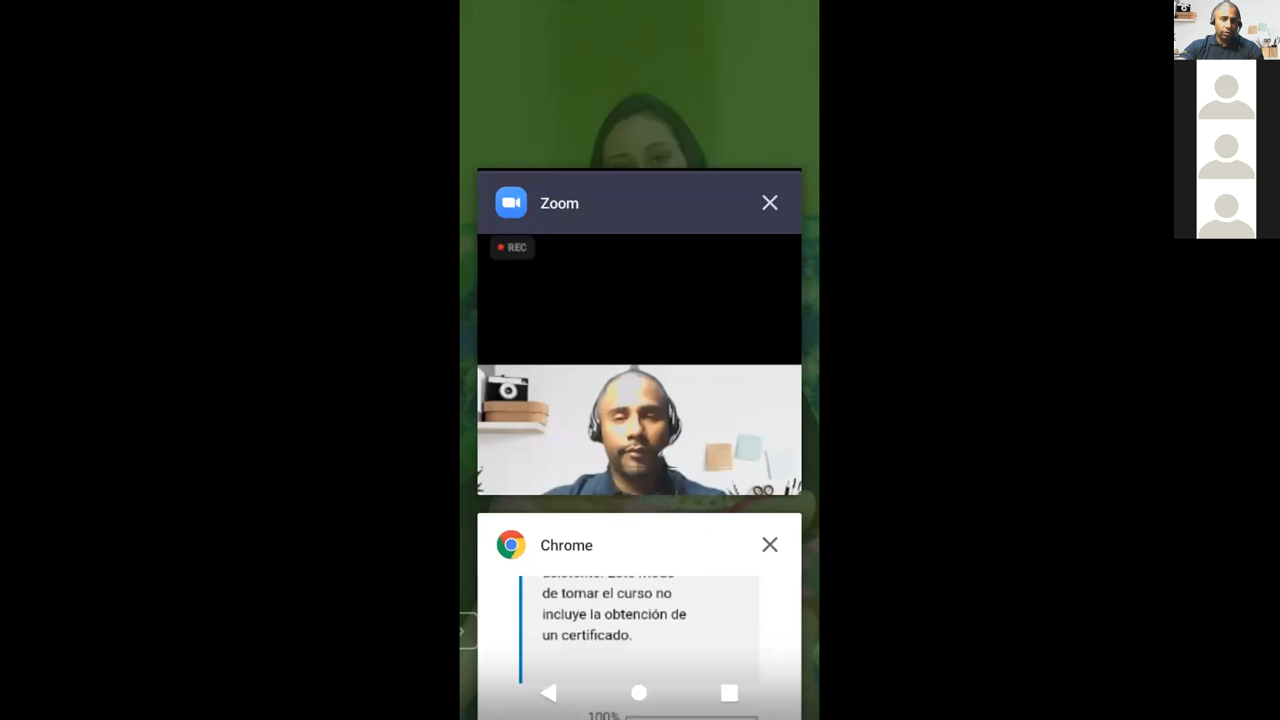 Zoom
REC
Chrome
de tomar el curso no
incluye la obtención de
un certificado.
100%